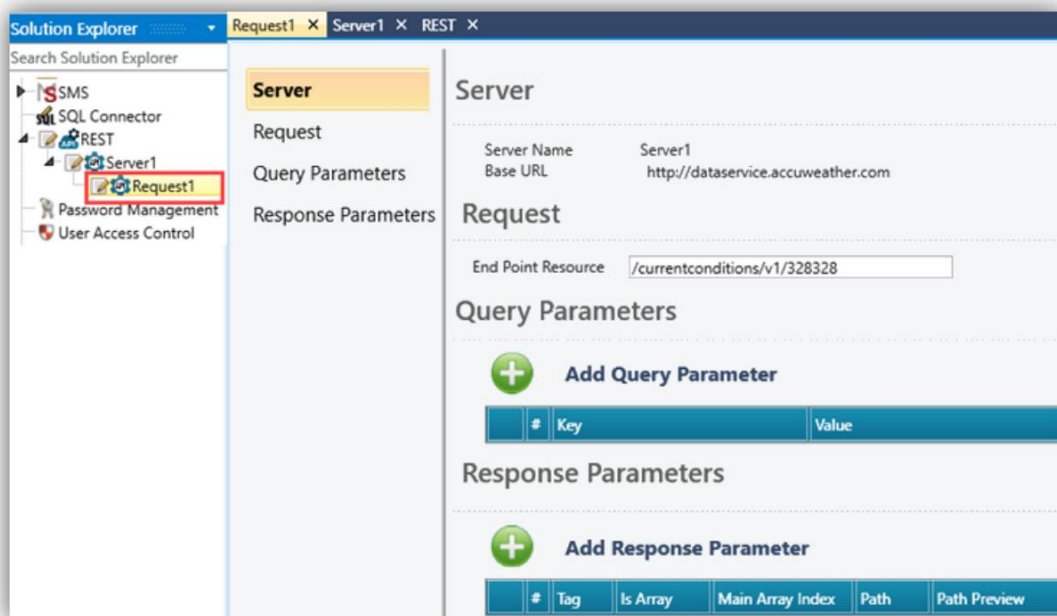 Solution Explorer
Search Solution Explorer
SMS
SQL Connector
REST
Server1
Request1
Password Management
User Access Control
Request1 × Server1 × REST ×
Server
Request
Query Parameters
Response Parameters
Server
Server Name Server1
Base URL http://dataservice.accuweather.com
Request
End Point Resource /currentconditions/v1/328328
Query Parameters
Add Query Parameter
# Key Value
Response Parameters
Add Response Parameter
# Tag Is Array Main Array Index Path Path Preview